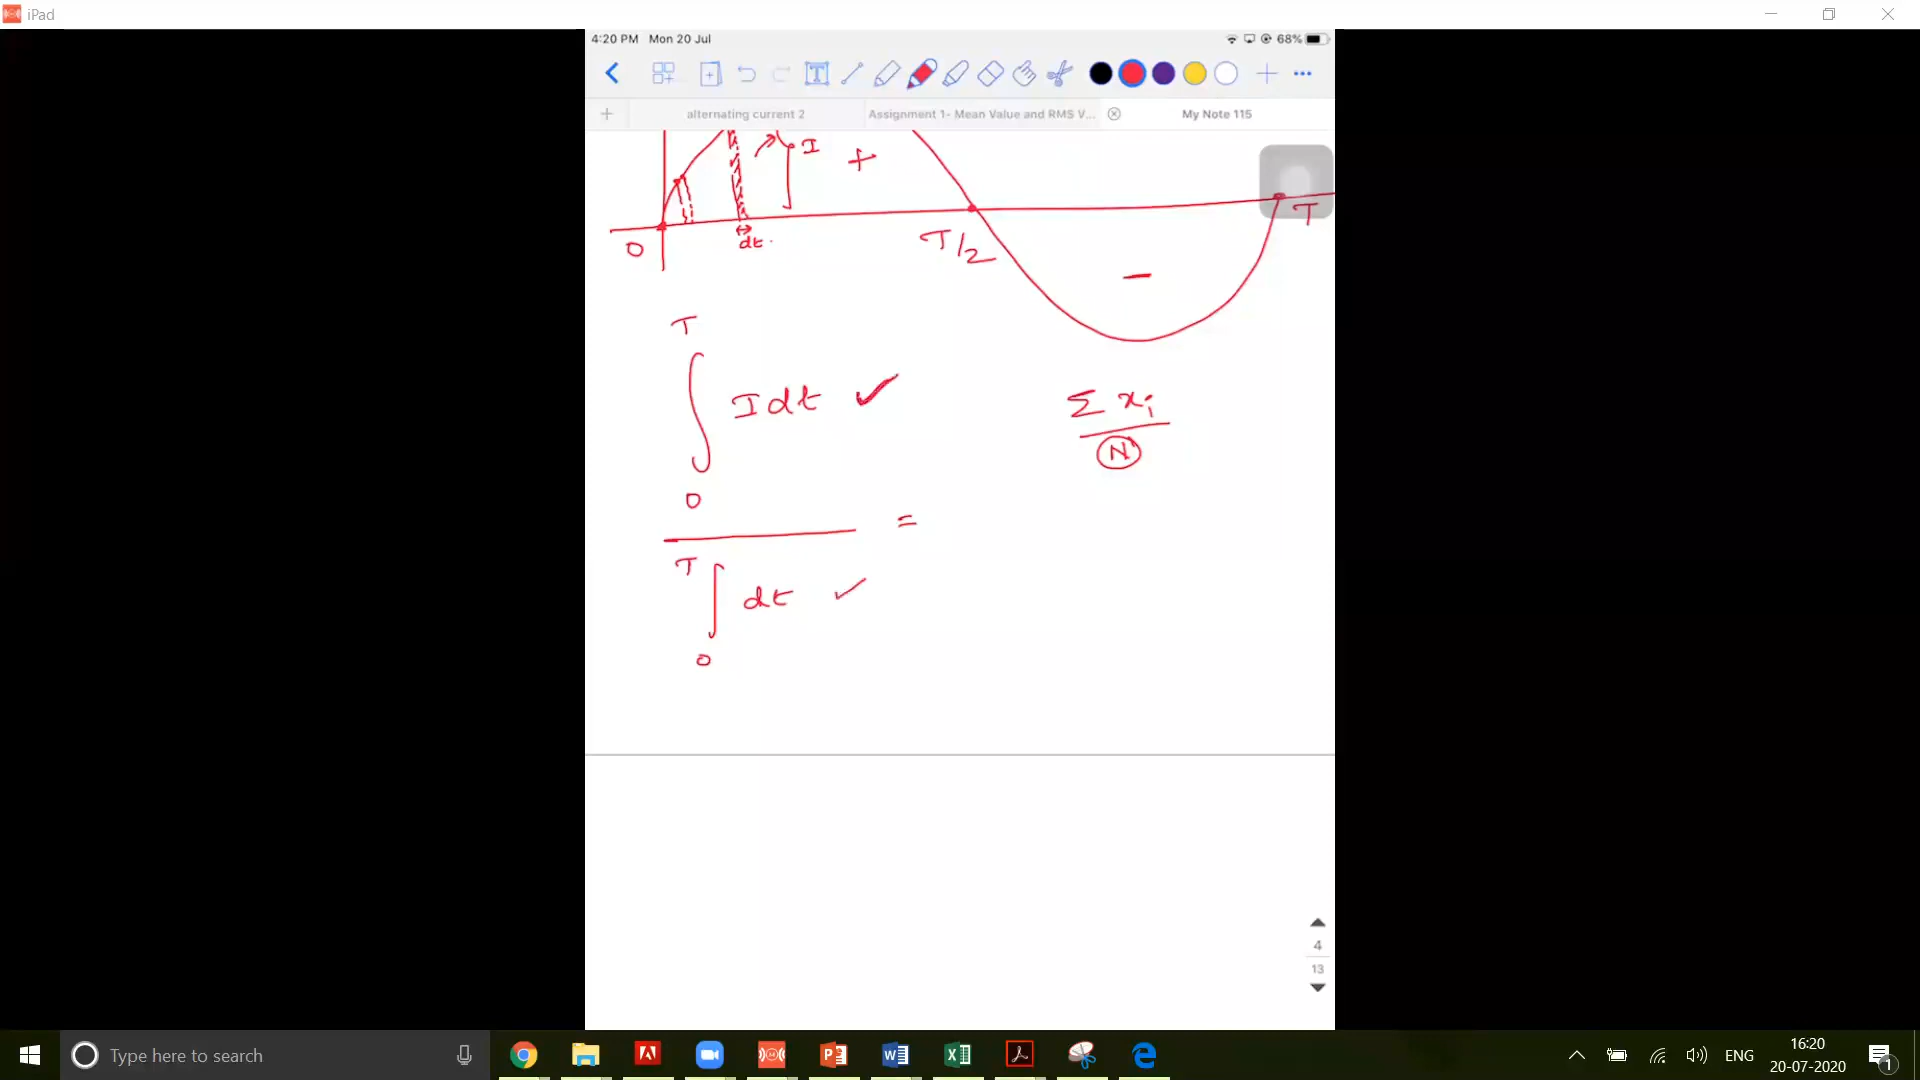 iPad
4:20 PM Mon 20 Jul
68%
alternating current 2
Assignment 1- Mean Value and RMS V...
My Note 115
I
+
T
0
dt.
T/2
-
T
∫ I dt ✓
0
=
T
∫ dt ✓
0
Σ xi
N
4
13
Type here to search
ENG
16:20
20-07-2020
1